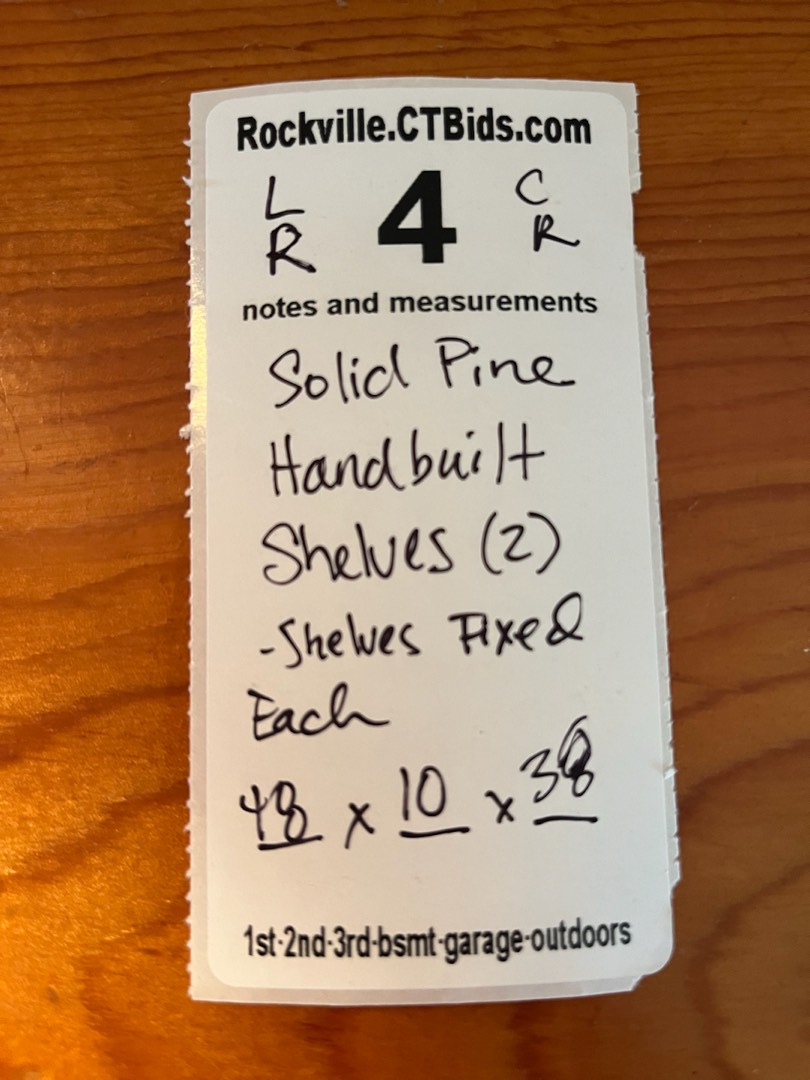 Rockville.CTBids.com
L 4 C
R R
notes and measurements
Solid Pine
Handbuilt
Shelves (2)
-Shelves Fixed
Each
48 x 10 x 38
1st-2nd-3rd-bsmt-garage-outdoors